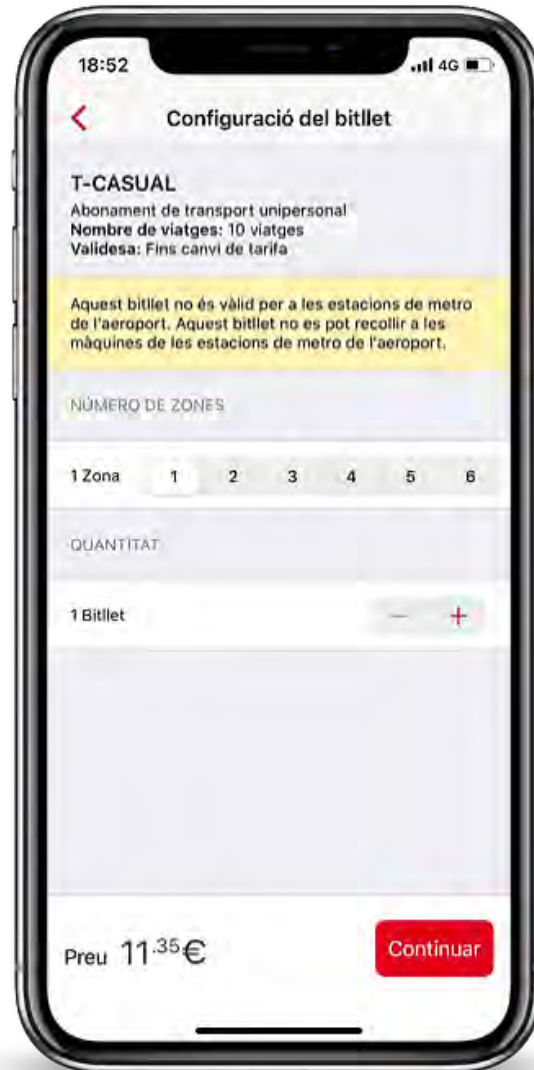 18:52 4G
Configuració del bitllet
T-CASUAL
Abonament de transport unipersonal
Nombre de viatges: 10 viatges
Validesa: Fins canvi de tarifa
Aquest bitllet no és vàlid per a les estacions de metro
de l'aeroport. Aquest bitllet no es pot recollir a les
màquines de les estacions de metro de l'aeroport.
NÚMERO DE ZONES
1 Zona 1 2 3 4 5 6
QUANTITAT
1 Bitllet − +
Preu 11.35€ Continuar